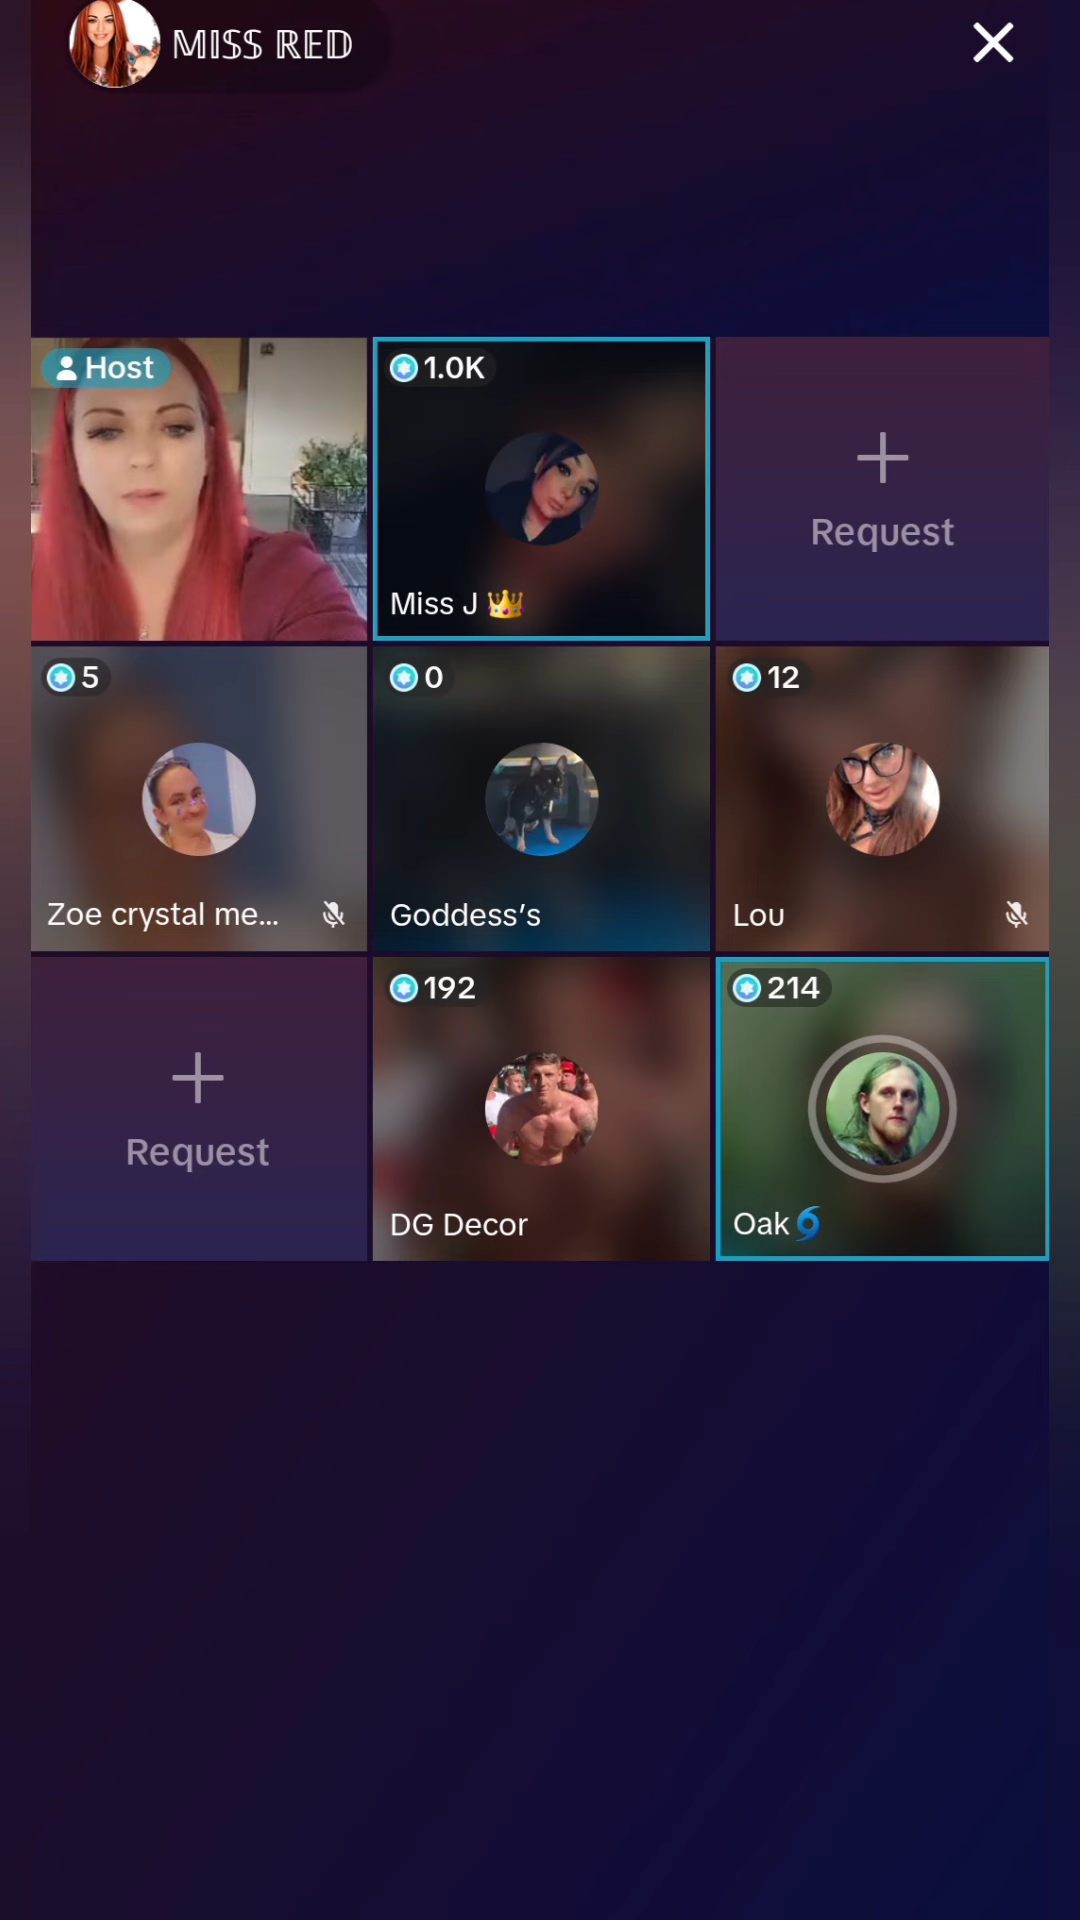 𝕄𝕀𝕊𝕊 ℝ𝔼𝔻
Host
1.0K
Miss J 👑
Request
5
Zoe crystal me...
0
Goddess’s
12
Lou
Request
192
DG Decor
214
Oak🌀